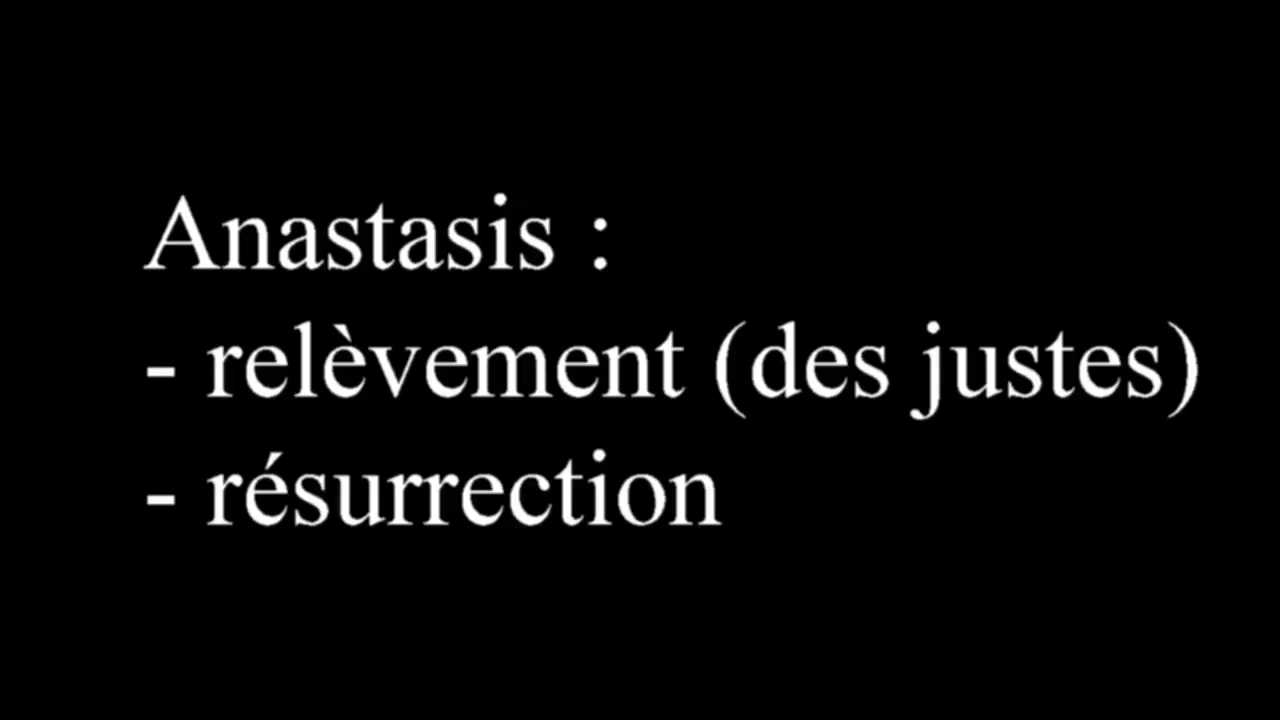 Anastasis :
- relèvement (des justes)
- résurrection